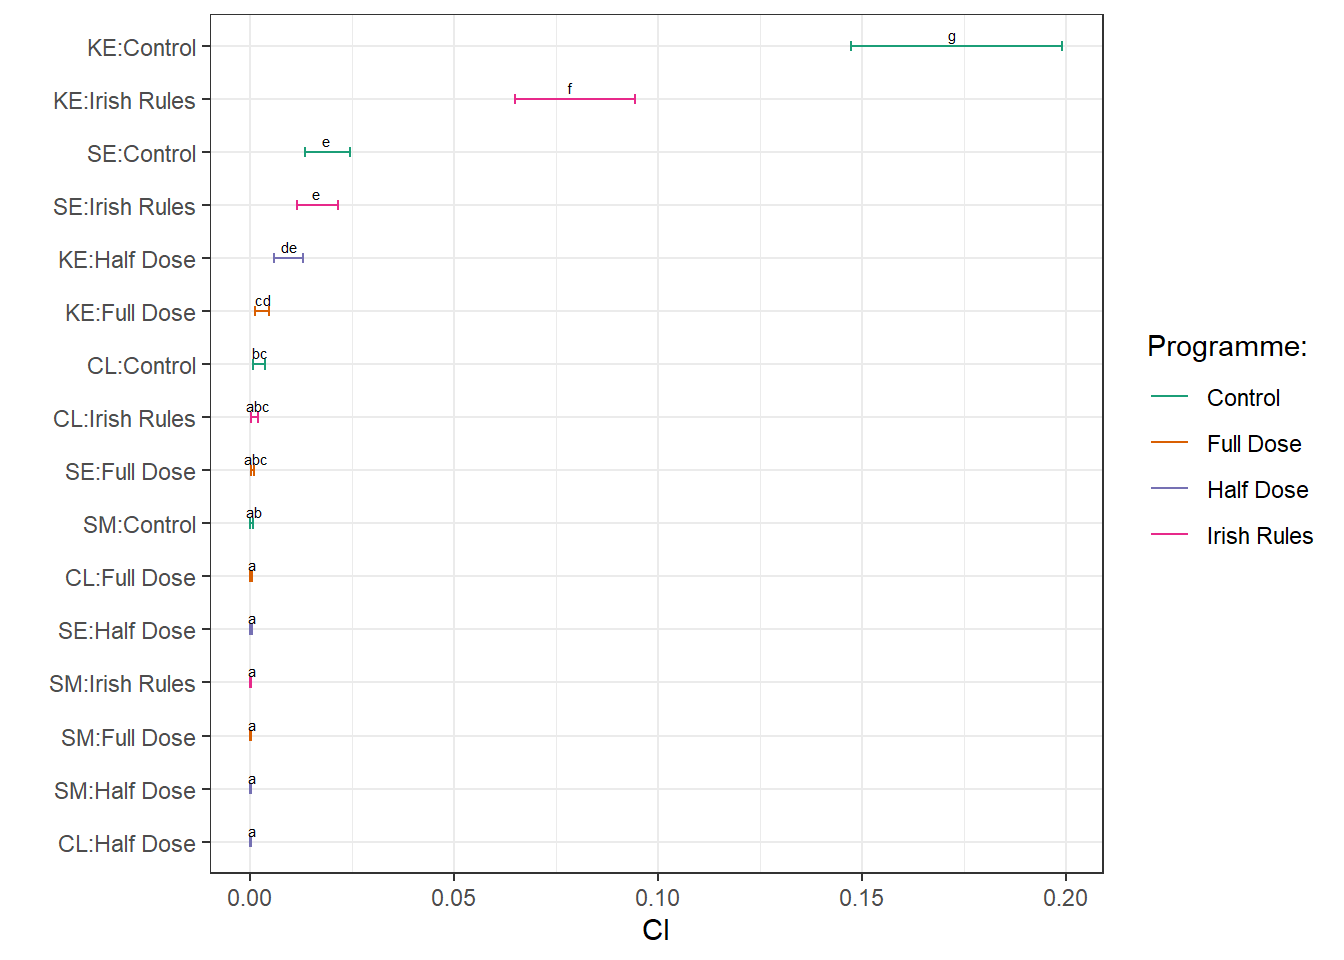 KE:Control
g
KE:Irish Rules
f
SE:Control
e
SE:Irish Rules
e
KE:Half Dose
de
KE:Full Dose
cd
CL:Control
bc
CL:Irish Rules
abc
SE:Full Dose
abc
SM:Control
ab
CL:Full Dose
a
SE:Half Dose
a
SM:Irish Rules
a
SM:Full Dose
a
SM:Half Dose
a
CL:Half Dose
a
0.00 0.05 0.10 0.15 0.20
CI
Programme:
Control
Full Dose
Half Dose
Irish Rules